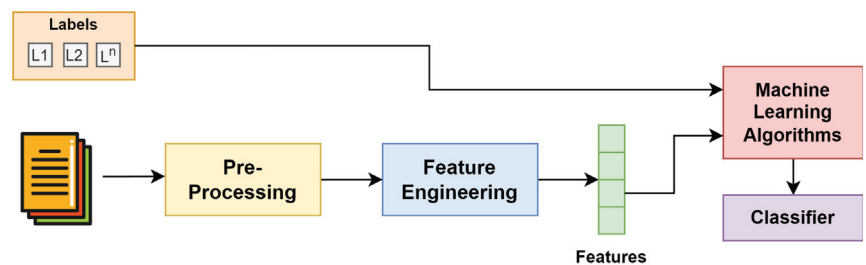 Labels
L1 L2 Lⁿ
Machine
Learning
Algorithms
Pre-
Processing
Feature
Engineering
Classifier
Features